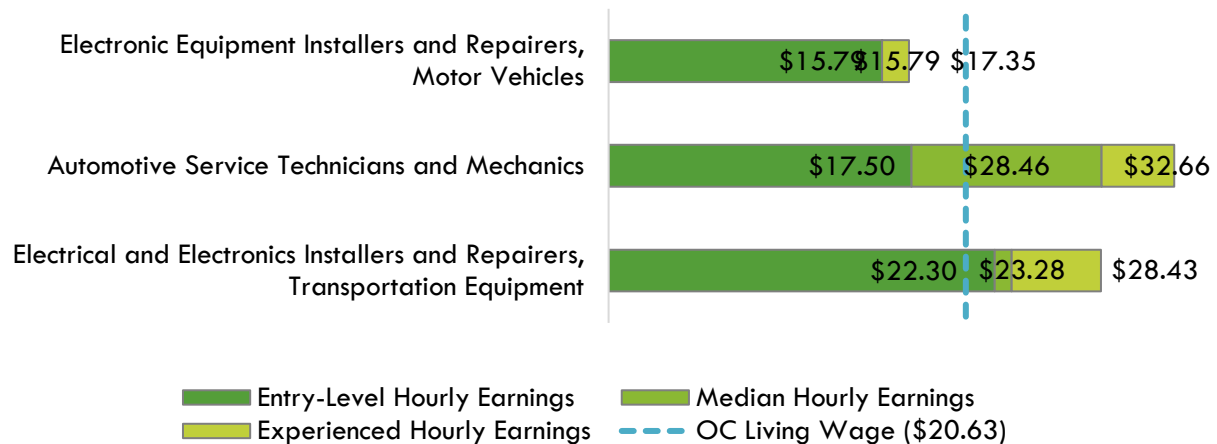 Electronic Equipment Installers and Repairers,
Motor Vehicles
$15.79 $15.79 $17.35
Automotive Service Technicians and Mechanics
$17.50 $28.46 $32.66
Electrical and Electronics Installers and Repairers,
Transportation Equipment
$22.30 $23.28 $28.43
Entry-Level Hourly Earnings Median Hourly Earnings
Experienced Hourly Earnings OC Living Wage ($20.63)